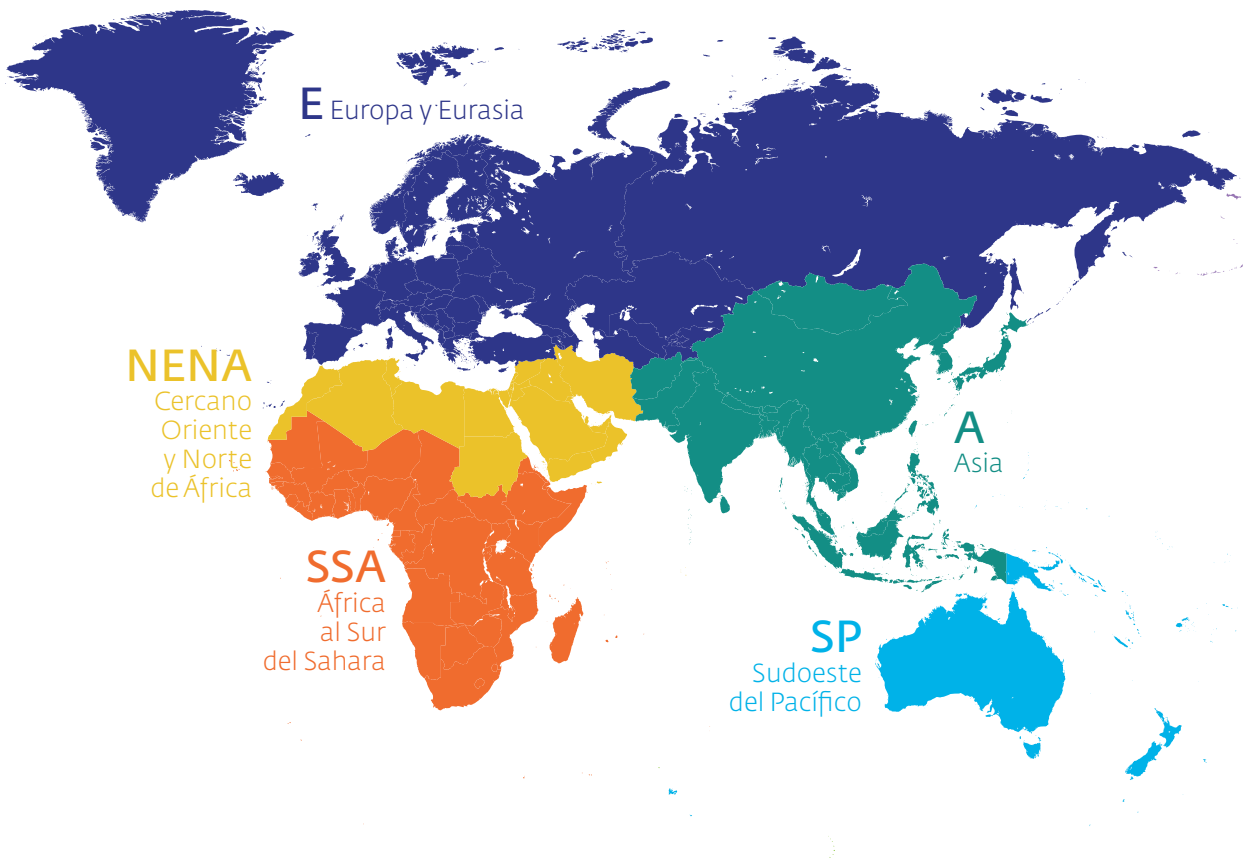 E Europa y Eurasia
NENA
Cercano
Oriente
y Norte
de África
A
Asia
SSA
África
al Sur
del Sahara
SP
Sudoeste
del Pacífico